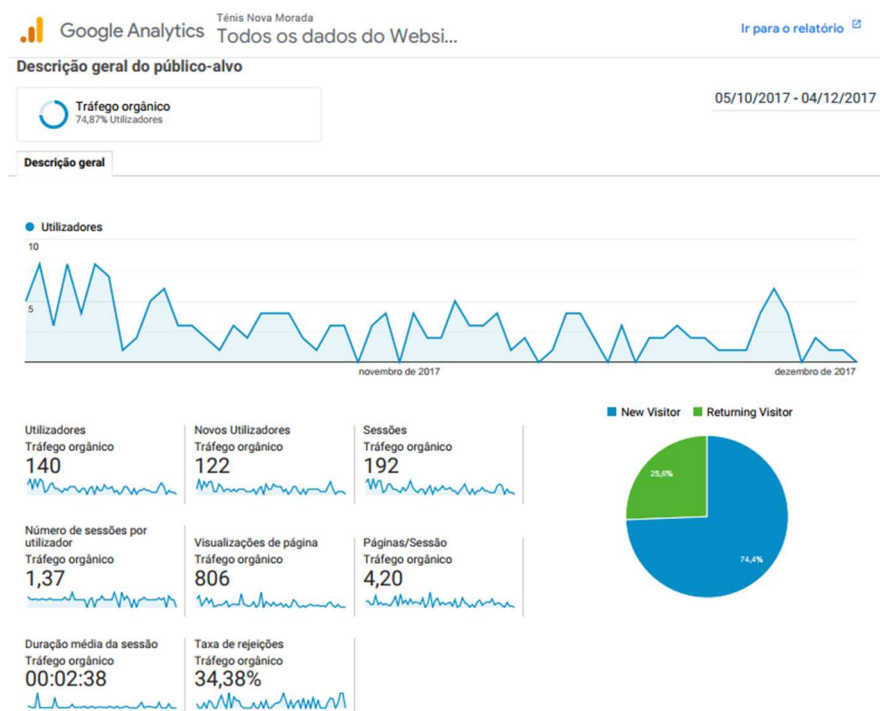 Google Analytics
Ténis Nova Morada
Todos os dados do Websi...
Ir para o relatório
Descrição geral do público-alvo
Tráfego orgânico
74,87% Utilizadores
05/10/2017 - 04/12/2017
Descrição geral
Utilizadores
10
5
novembro de 2017
dezembro de 2017
New Visitor
Returning Visitor
25,6%
74,4%
Utilizadores
Tráfego orgânico
140
Novos Utilizadores
Tráfego orgânico
122
Sessões
Tráfego orgânico
192
Número de sessões por
utilizador
Tráfego orgânico
1,37
Visualizações de página
Tráfego orgânico
806
Páginas/Sessão
Tráfego orgânico
4,20
Duração média da sessão
Tráfego orgânico
00:02:38
Taxa de rejeições
Tráfego orgânico
34,38%